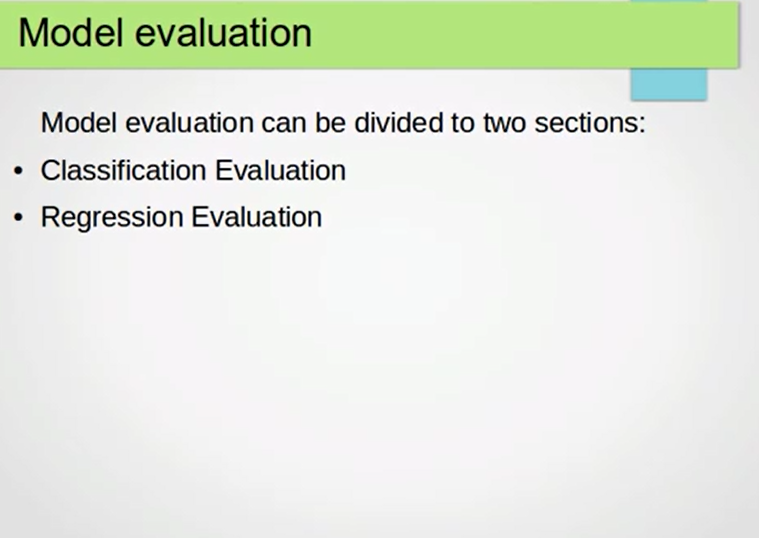 Model evaluation
Model evaluation can be divided to two sections:
• Classification Evaluation
• Regression Evaluation